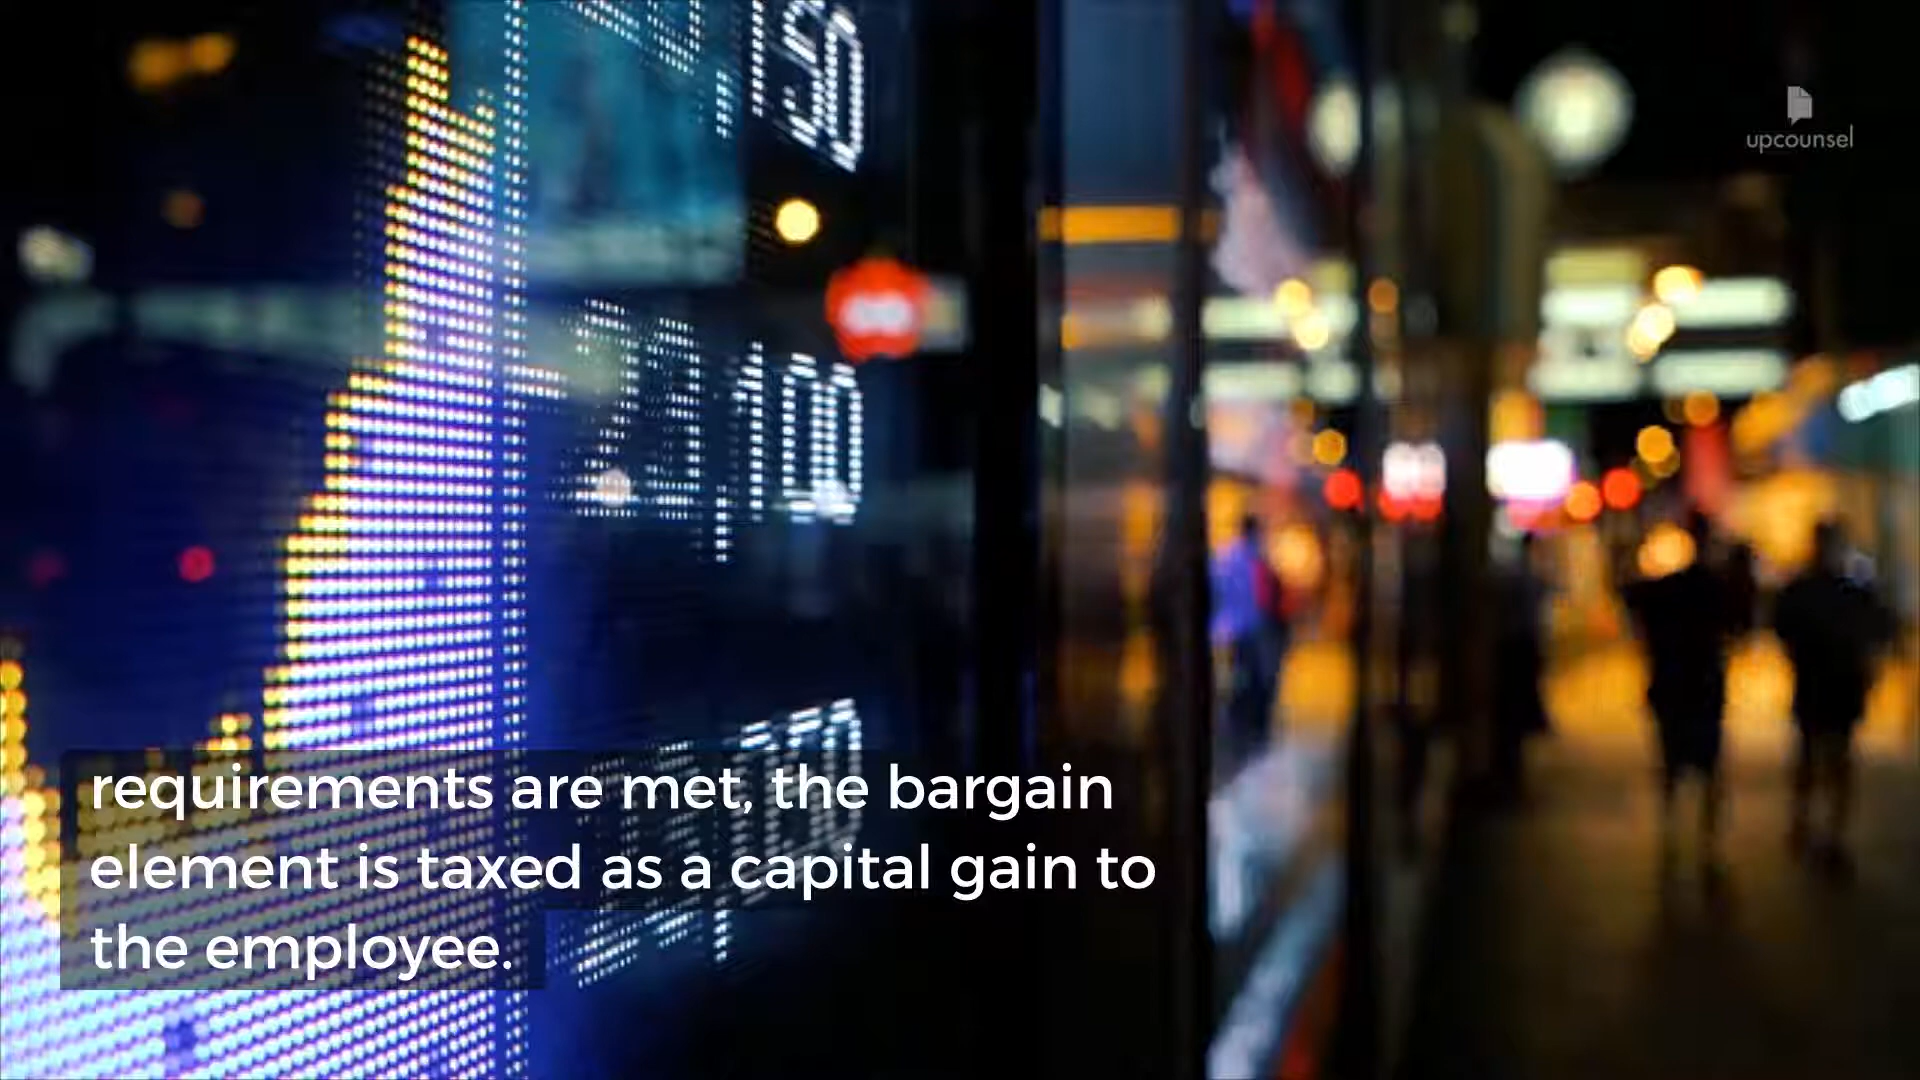 upcounsel
requirements are met, the bargain
element is taxed as a capital gain to
the employee.